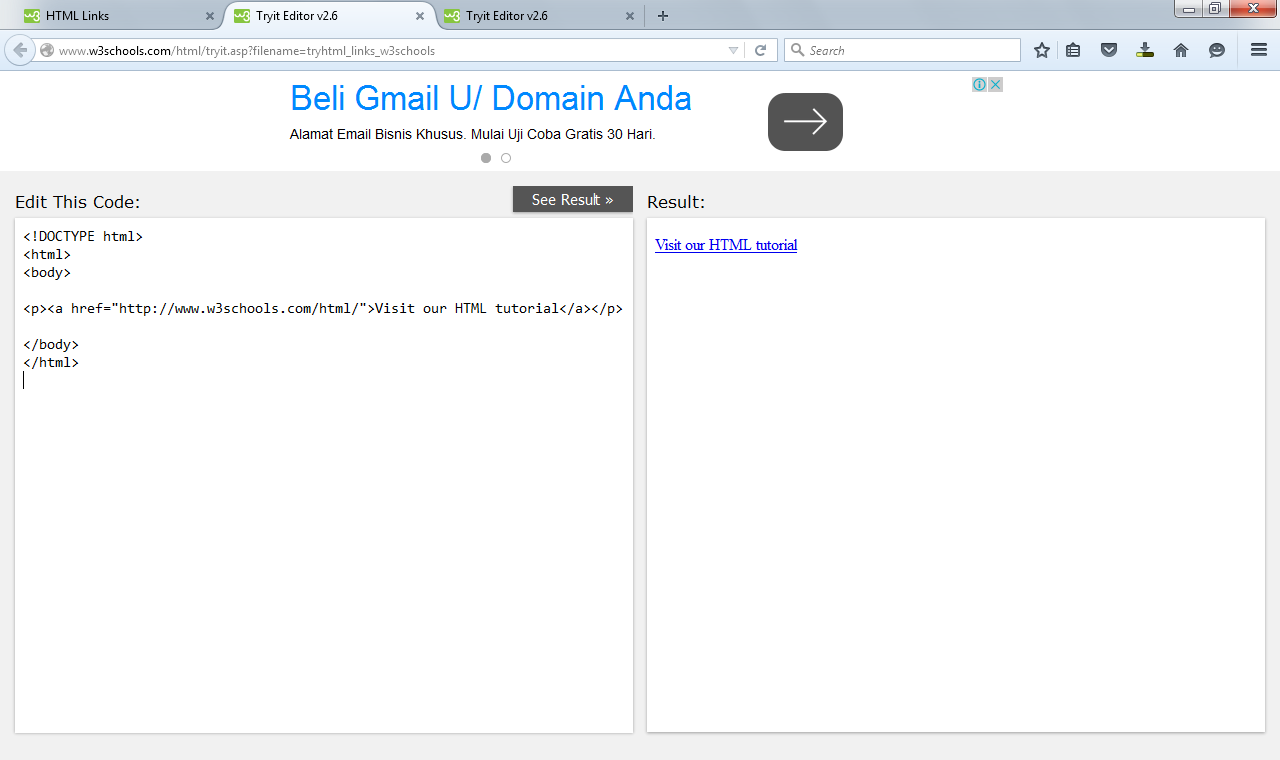 HTML Links
Tryit Editor v2.6
Tryit Editor v2.6
www.w3schools.com/html/tryit.asp?filename=tryhtml_links_w3schools
Search
Beli Gmail U/ Domain Anda
Alamat Email Bisnis Khusus. Mulai Uji Coba Gratis 30 Hari.
Edit This Code:
See Result »
Result:
<!DOCTYPE html>
<html>
<body>
<p><a href="http://www.w3schools.com/html/">Visit our HTML tutorial</a></p>
</body>
</html>
Visit our HTML tutorial